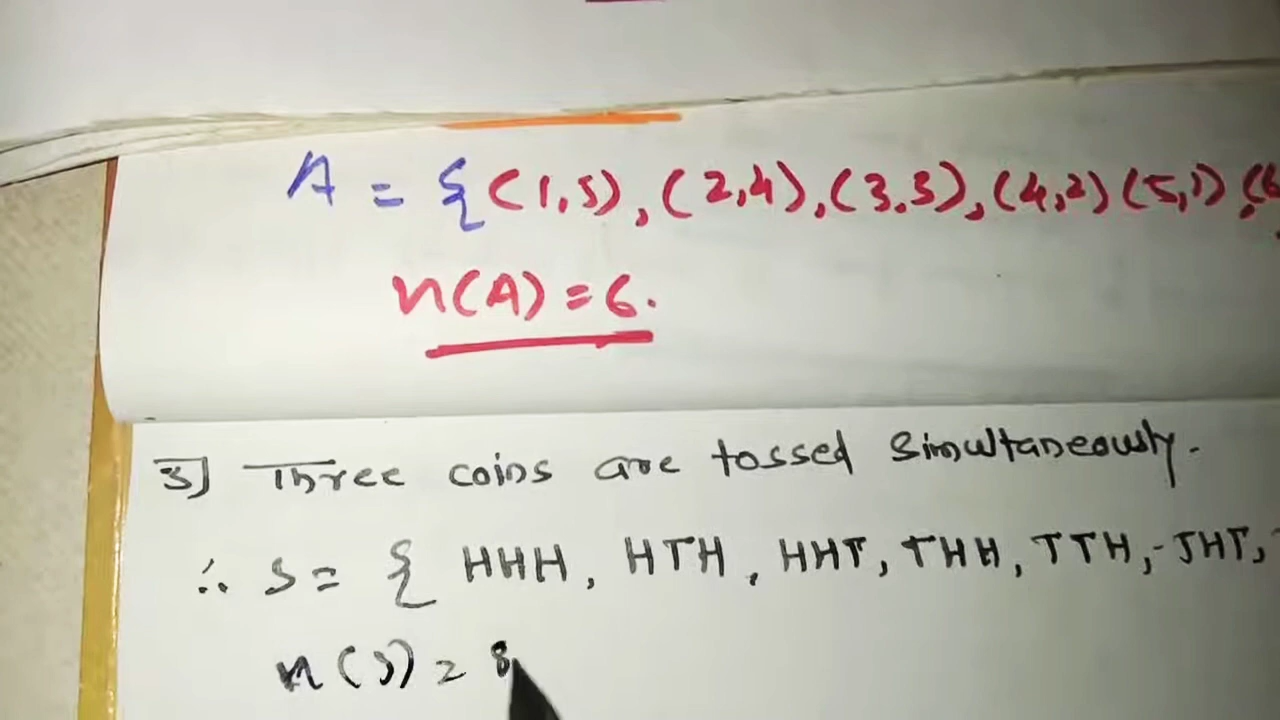 A = {(1,5), (2,4), (3,3), (4,2) (5,1), (6
n(A) = 6.
3] Three coins are tossed simultaneously.
∴ S = { HHH, HTH, HHT, THH, TTH, THT,
n(S) = 8